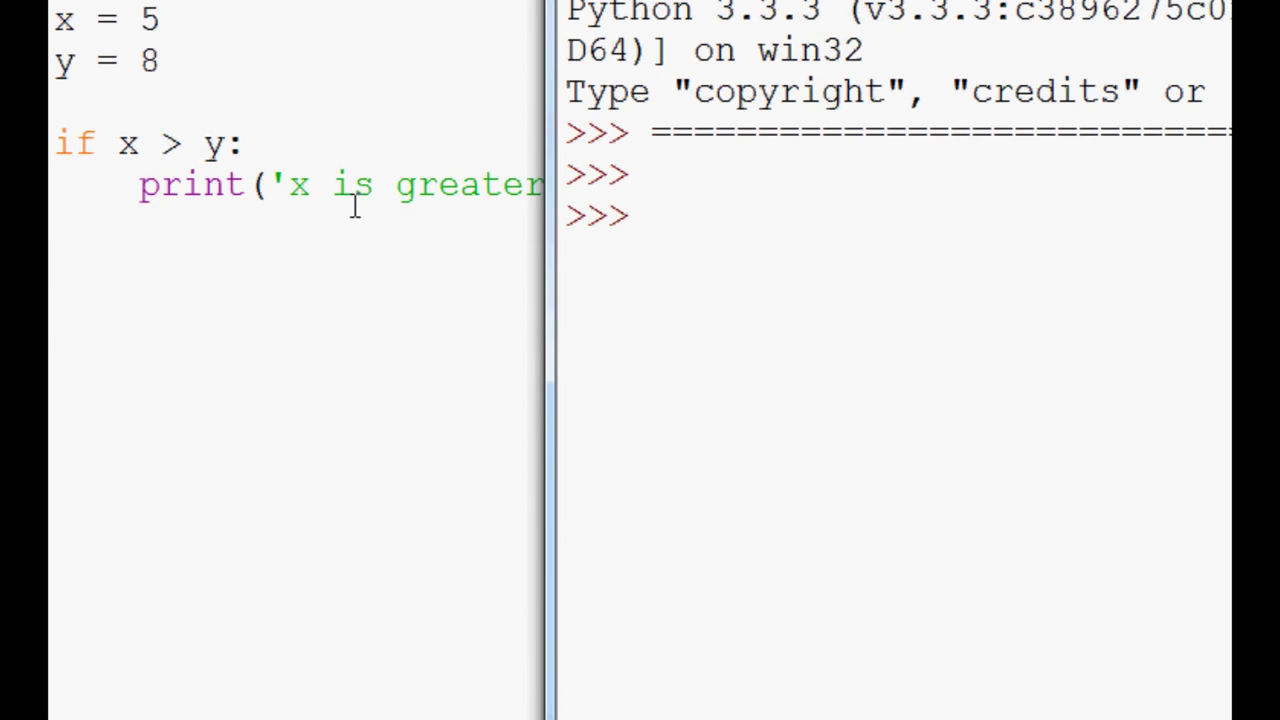 x = 5
y = 8
if x > y:
print('x is greater
Python 3.3.3 (v3.3.3:c3896275c0
D64)] on win32
Type "copyright", "credits" or
>>> ============================
>>>
>>>